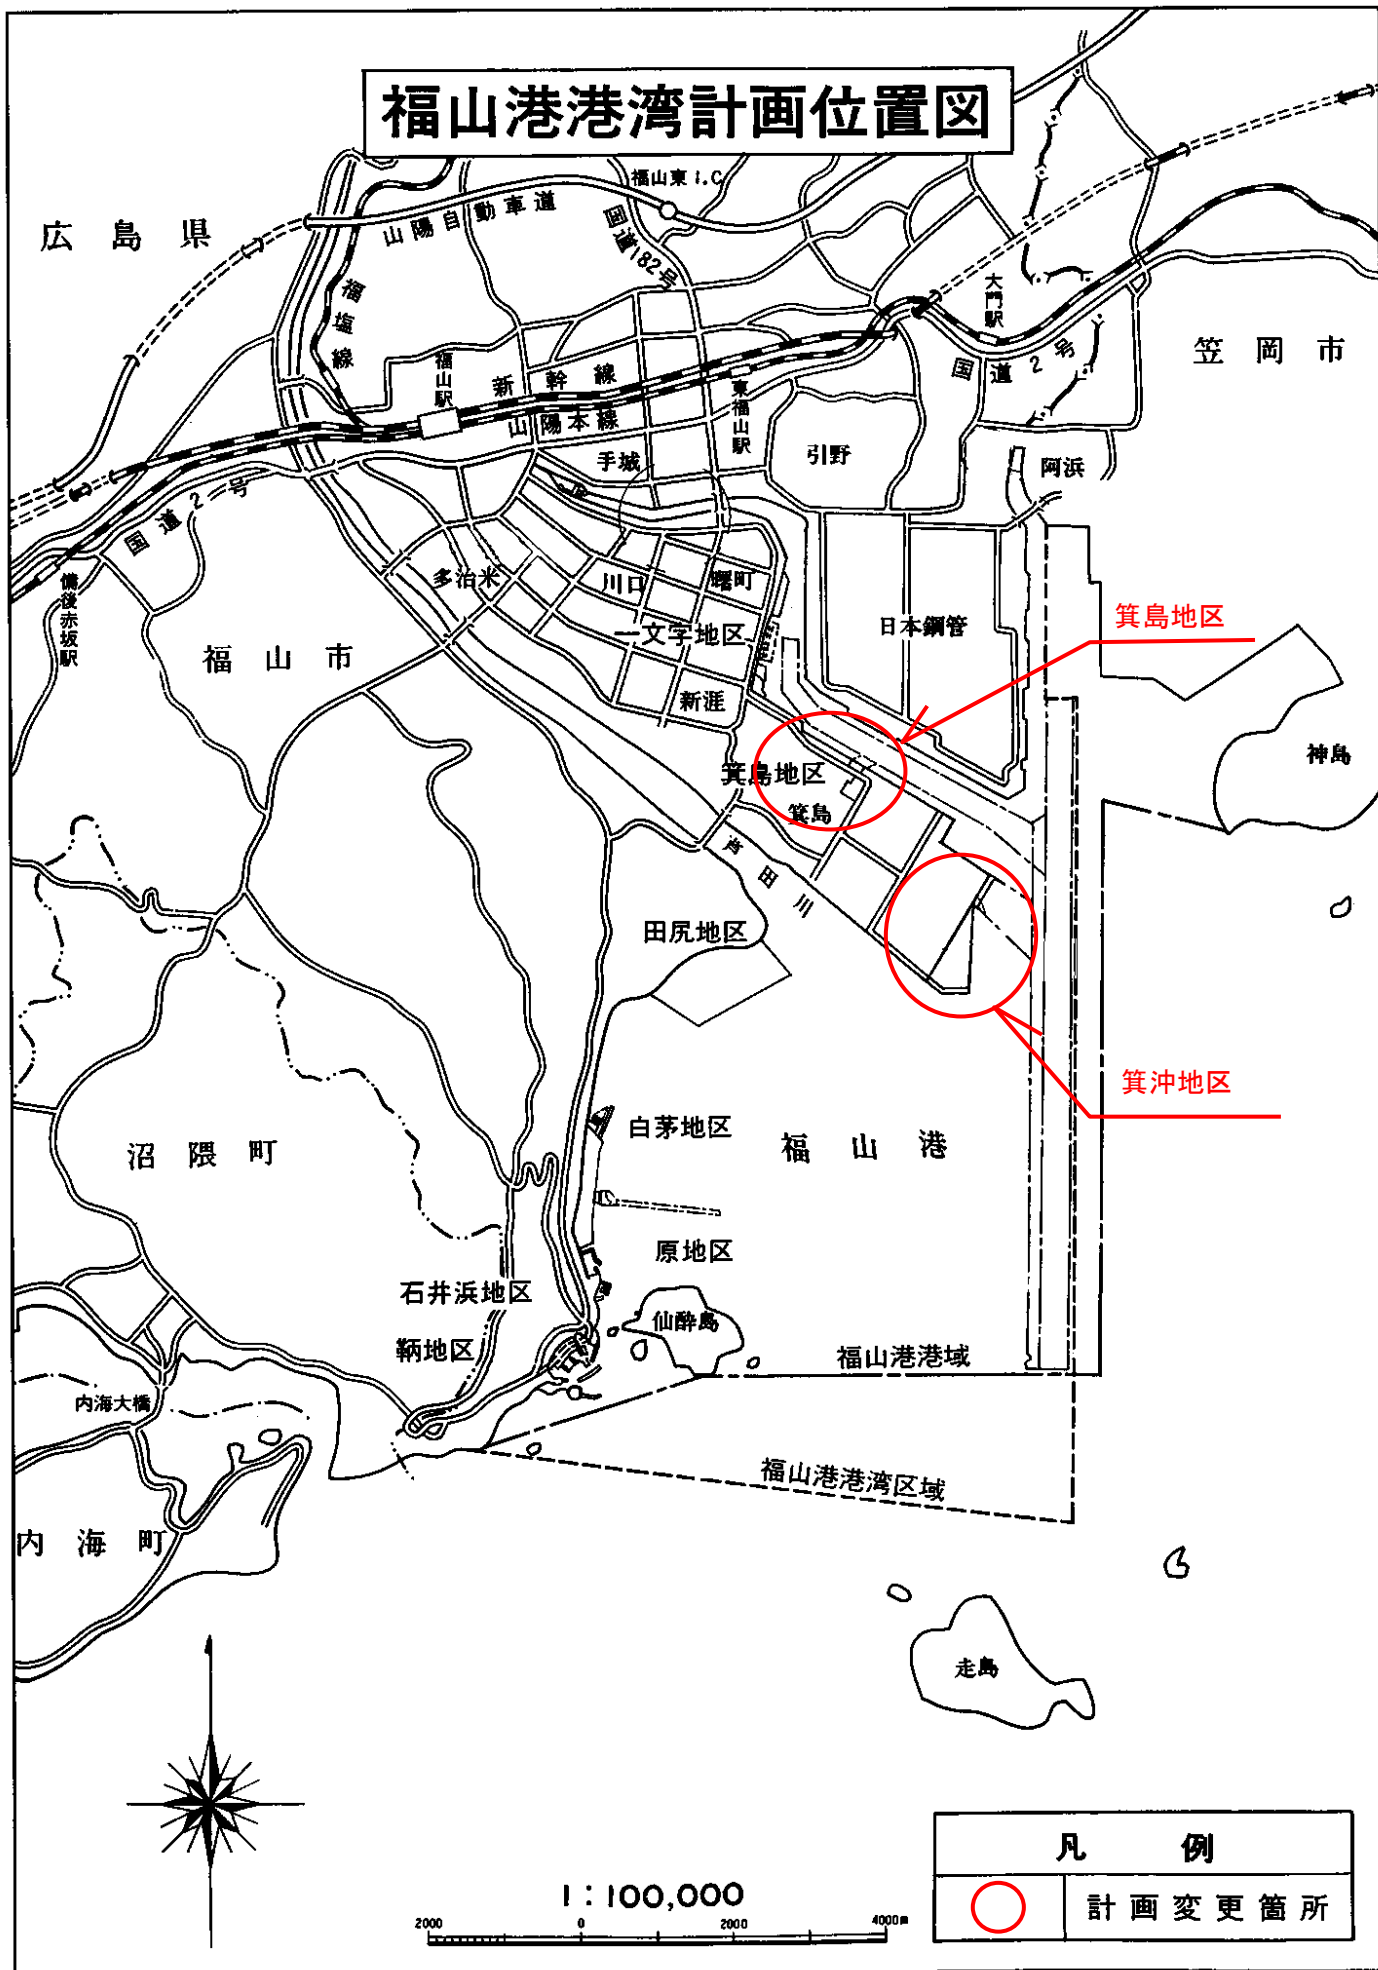 福山港港湾計画位置図
福山東I.C
広島県
山陽自動車道
国道182号
福塩線
大門駅
笠岡市
福山駅
新幹線
国道2号
山陽本線
東福山駅
手城
引野
阿浜
国道2号
備後赤坂駅
多治米
川口
曙町
箕島地区
日本鋼管
一文字地区
福山市
新涯
神島
箕島地区
箕島
芦田川
田尻地区
箕沖地区
白茅地区
福山港
沼隈町
原地区
石井浜地区
仙酔島
鞆地区
福山港港域
内海大橋
福山港港湾区域
内海町
走島
凡例
計画変更箇所
1:100,000
2000 0 2000 4000m